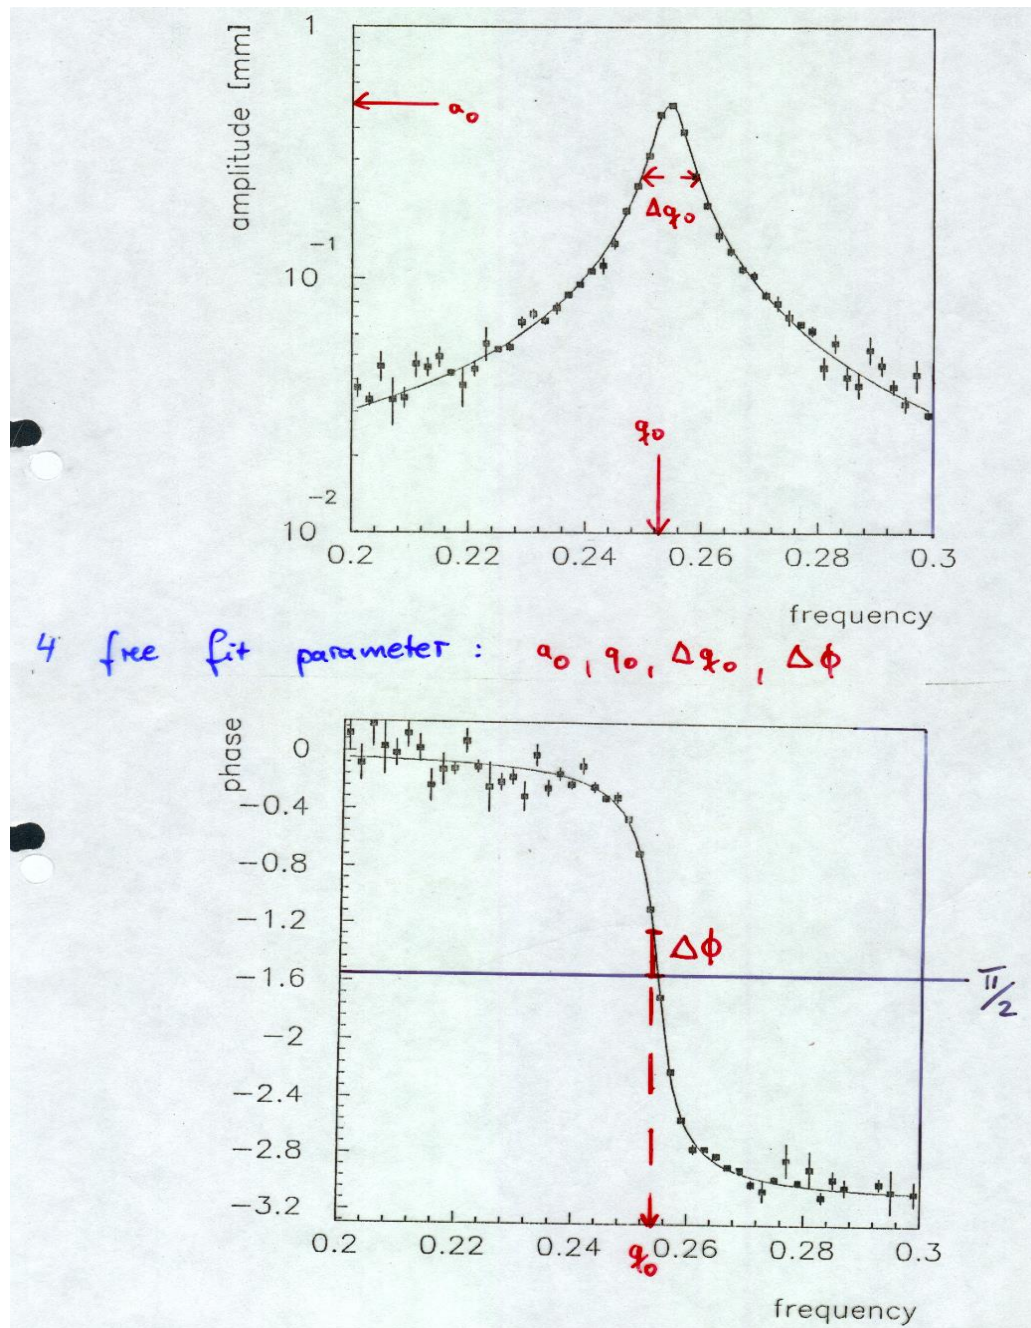 1
amplitude [mm]
a₀
Δq₀
−1
10
q₀
−2
10
0.2 0.22 0.24 0.26 0.28 0.3
frequency
4 free fit parameter : a₀, q₀, Δq₀, Δϕ
phase
0
−0.4
−0.8
−1.2
Δϕ
−1.6
π/2
−2
−2.4
−2.8
−3.2
0.2 0.22 0.24 0.26 0.28 0.3
q₀
frequency